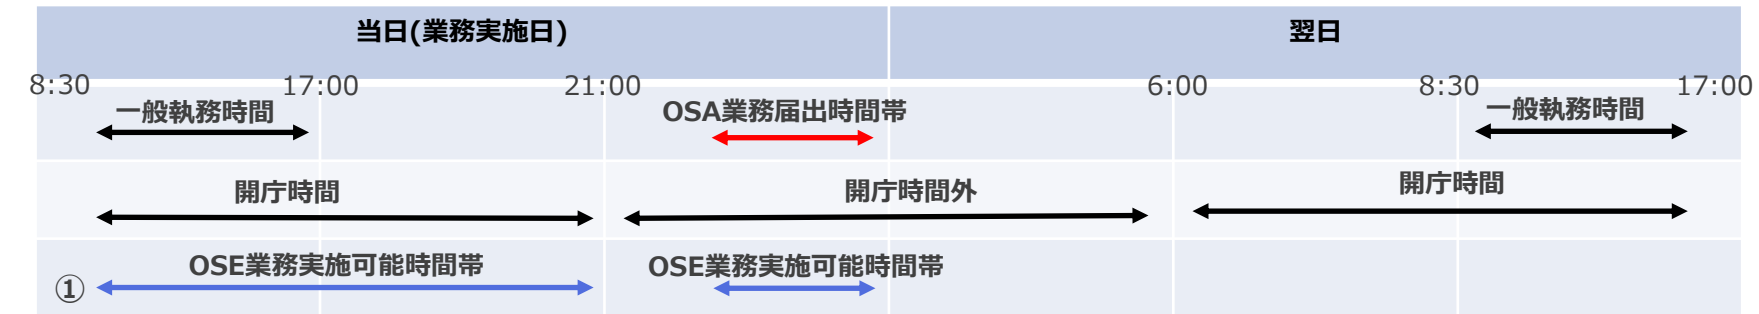 当日(業務実施日) 翌日
8:30 17:00 21:00 6:00 8:30 17:00
一般執務時間 OSA業務届出時間帯 一般執務時間
開庁時間 開庁時間外 開庁時間
OSE業務実施可能時間帯 OSE業務実施可能時間帯
①